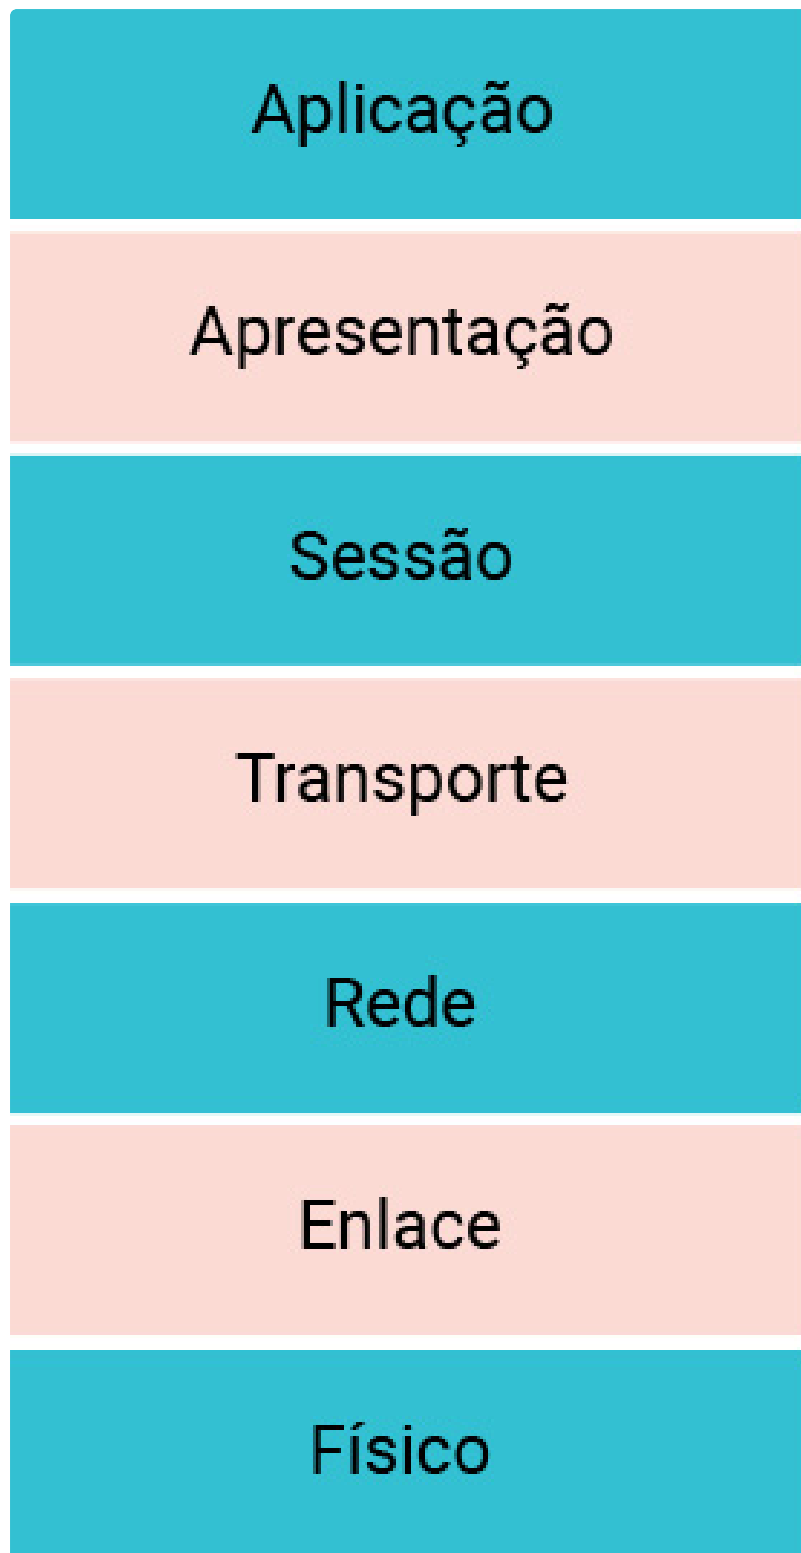 Aplicação
Apresentação
Sessão
Transporte
Rede
Enlace
Físico